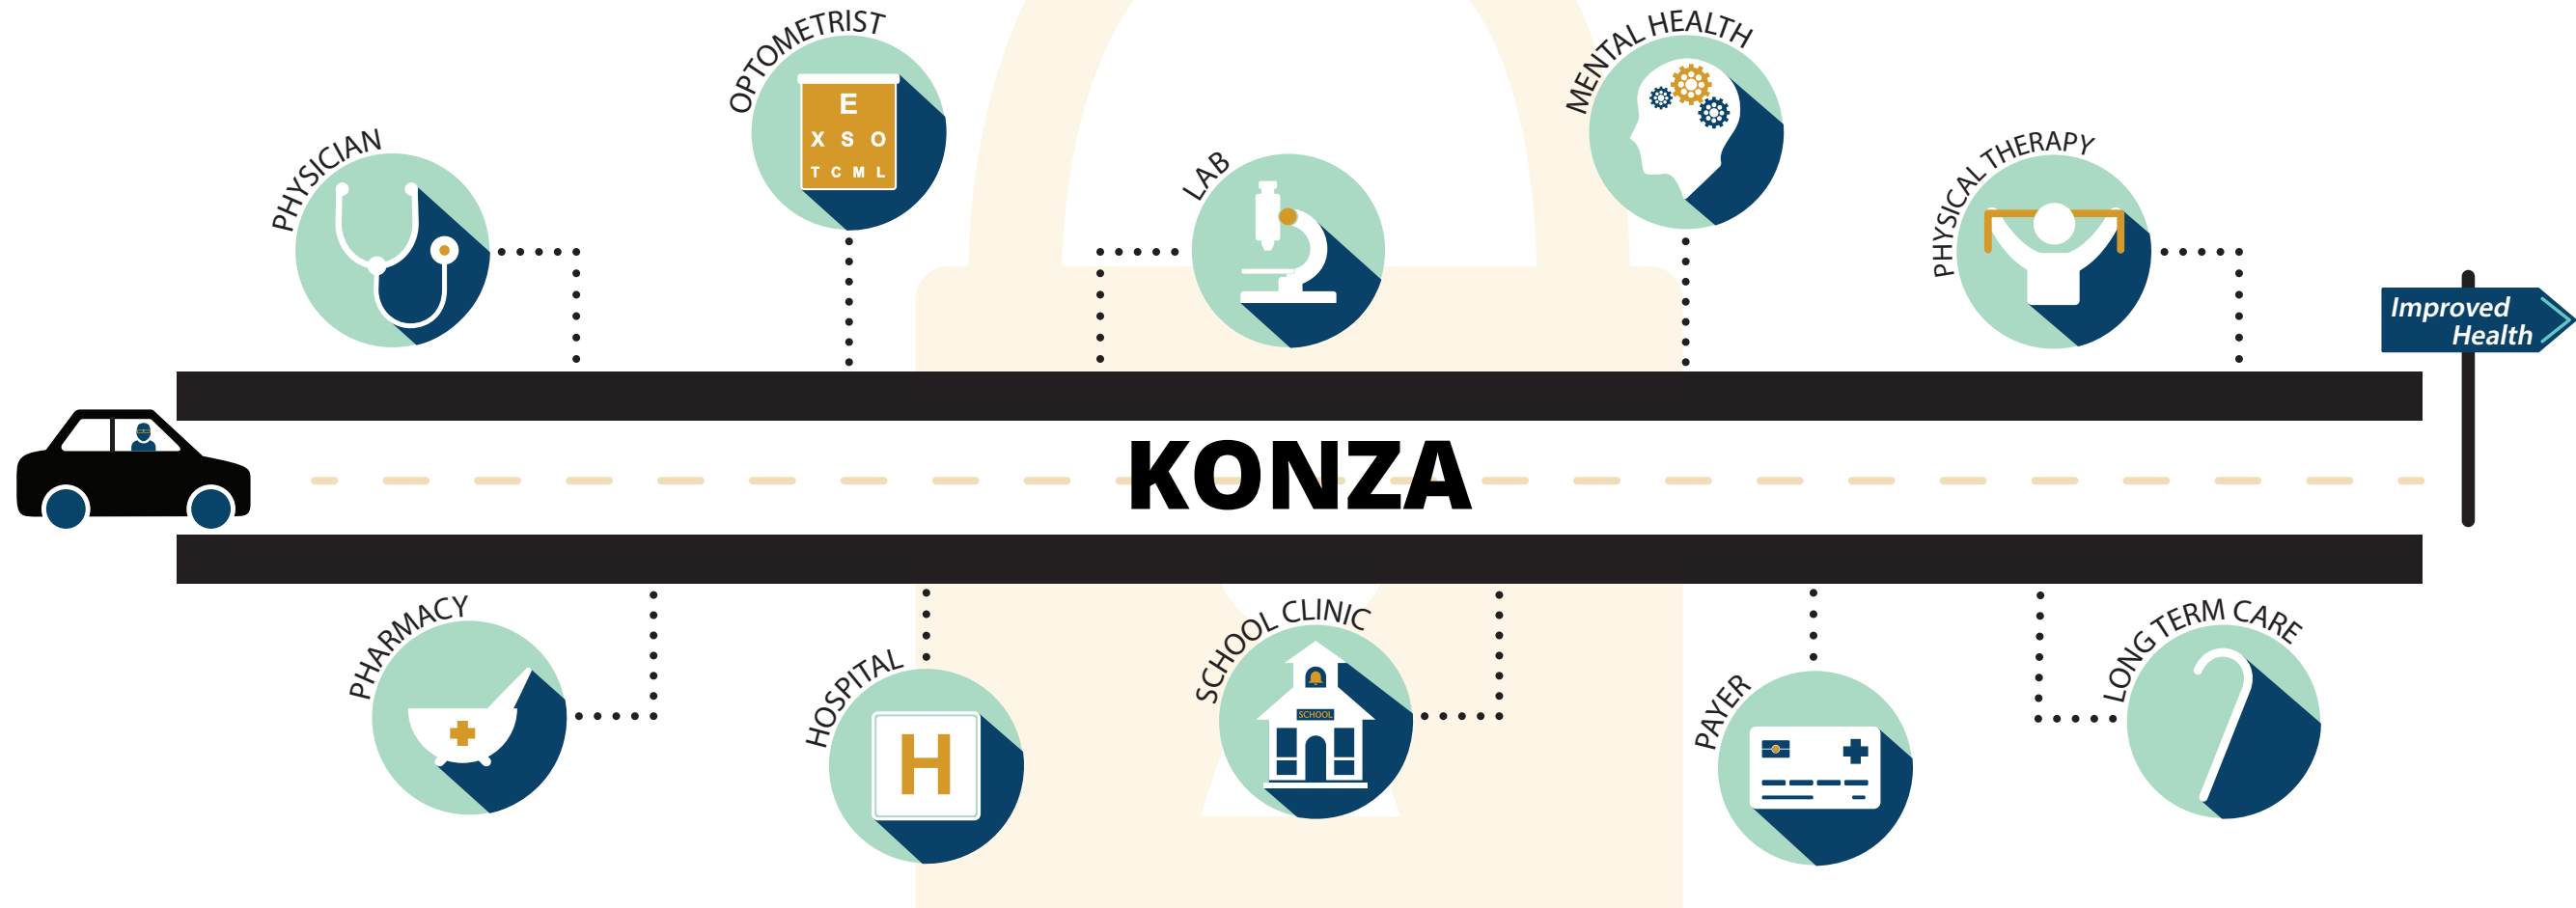 OPTOMETRIST
E
X S O
T C M L
MENTAL HEALTH
PHYSICIAN
LAB
PHYSICAL THERAPY
Improved
Health
KONZA
PHARMACY
HOSPITAL
SCHOOL CLINIC
SCHOOL
PAYER
LONG TERM CARE
H